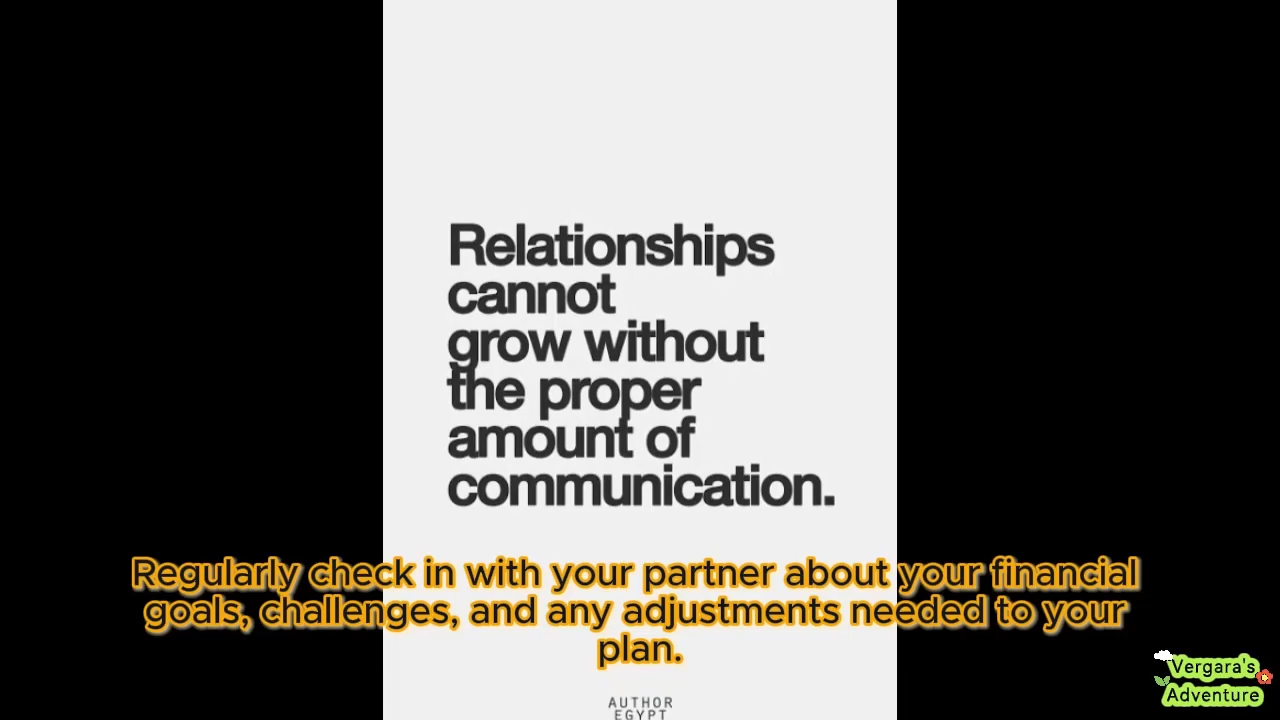 Relationships
cannot
grow without
the proper
amount of
communication.
Regularly check in with your partner about your financial
goals, challenges, and any adjustments needed to your
plan.
AUTHOR
EGYPT
Vergara's
Adventure